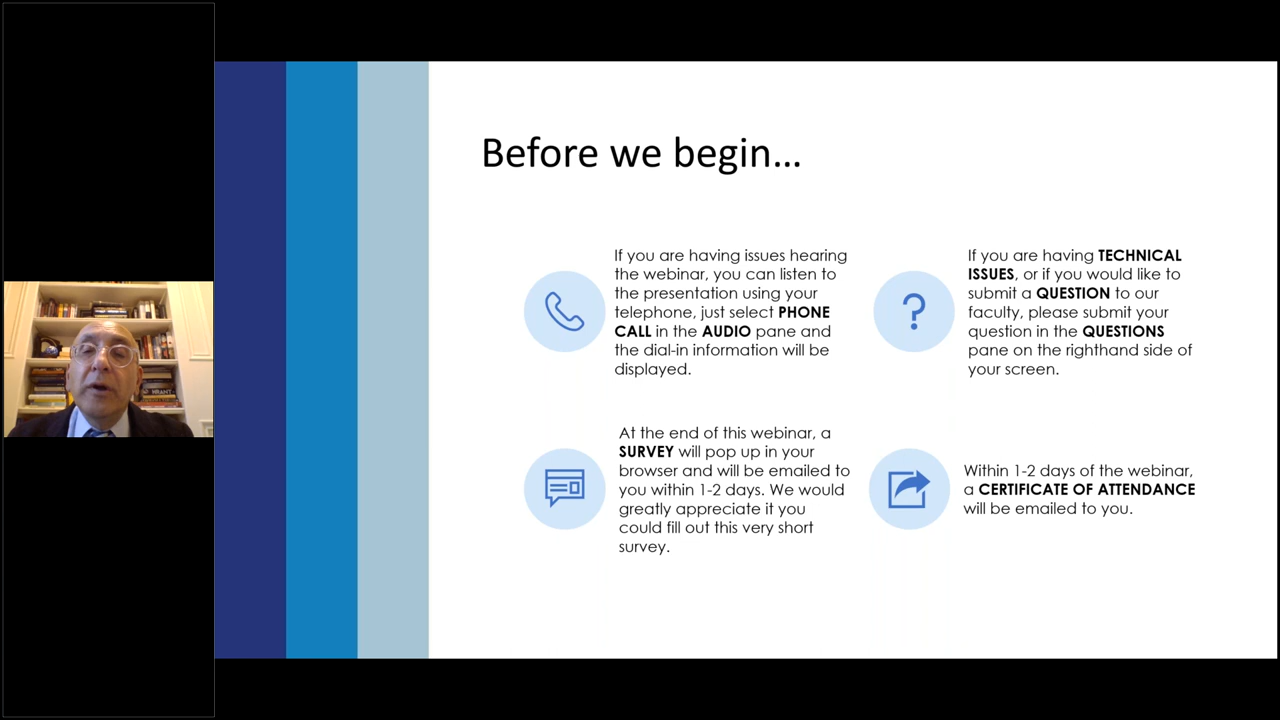 Before we begin...
If you are having issues hearing
the webinar, you can listen to
the presentation using your
telephone, just select PHONE
CALL in the AUDIO pane and
the dial-in information will be
displayed.
If you are having TECHNICAL
ISSUES, or if you would like to
submit a QUESTION to our
faculty, please submit your
question in the QUESTIONS
pane on the righthand side of
your screen.
At the end of this webinar, a
SURVEY will pop up in your
browser and will be emailed to
you within 1-2 days. We would
greatly appreciate it you
could fill out this very short
survey.
Within 1-2 days of the webinar,
a CERTIFICATE OF ATTENDANCE
will be emailed to you.